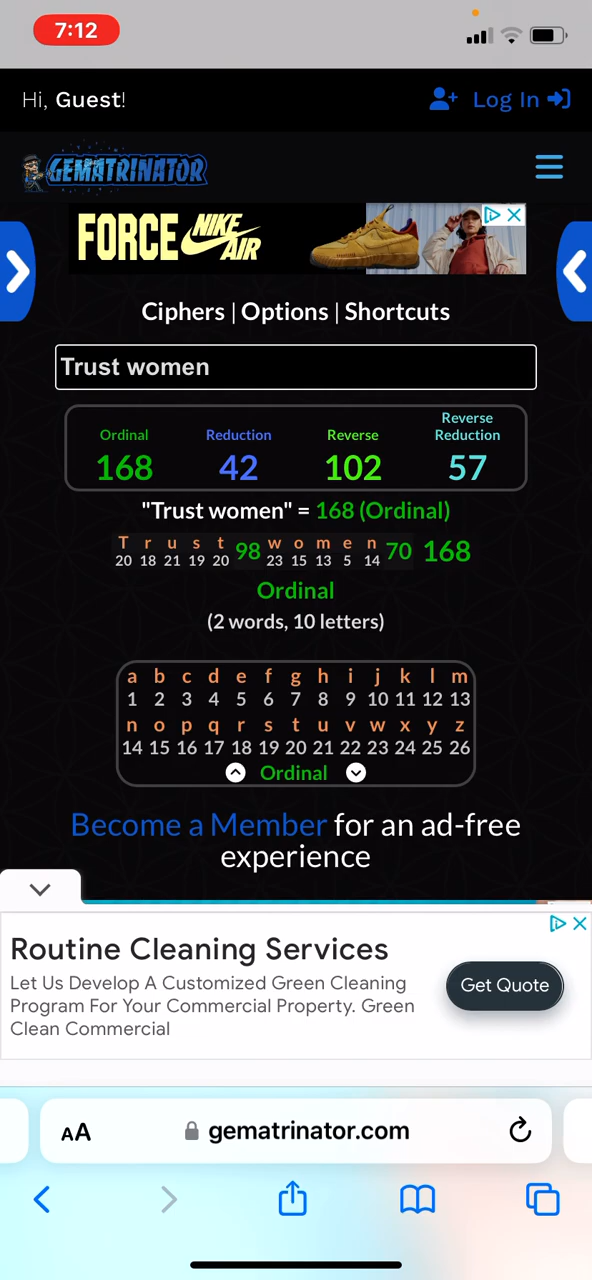 7:12
Hi, Guest!
Log In
GEMATRINATOR
FORCE NIKE AIR
Ciphers | Options | Shortcuts
Trust women
Ordinal Reduction Reverse Reverse Reduction
168 42 102 57
"Trust women" = 168 (Ordinal)
T r u s t 98 w o m e n 70 168
20 18 21 19 20 23 15 13 5 14
Ordinal
(2 words, 10 letters)
a b c d e f g h i j k l m
1 2 3 4 5 6 7 8 9 10 11 12 13
n o p q r s t u v w x y z
14 15 16 17 18 19 20 21 22 23 24 25 26
Ordinal
Become a Member for an ad-free
experience
Routine Cleaning Services
Let Us Develop A Customized Green Cleaning
Program For Your Commercial Property. Green
Clean Commercial
Get Quote
AA gematrinator.com